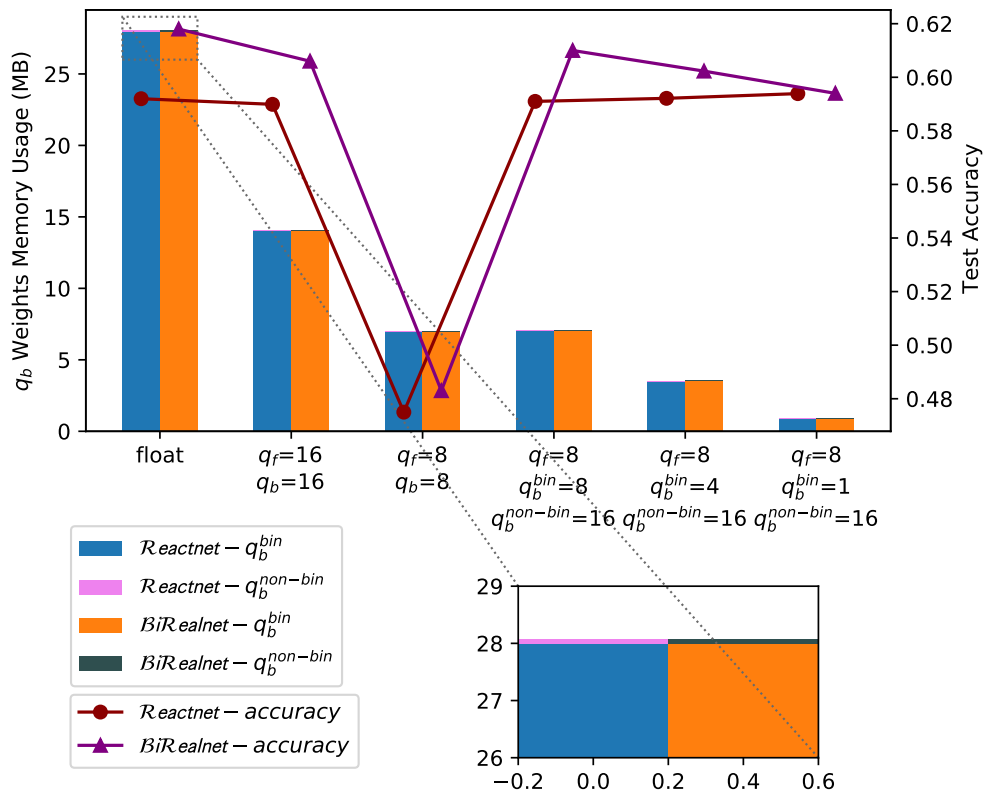 q_b Weights Memory Usage (MB)
25
20
15
10
5
0
0.62
0.60
0.58
0.56
0.54
0.52
0.50
0.48
Test Accuracy
float
q_f=16
q_b=16
q_f=8
q_b=8
q_f=8
q_b^{bin}=8
q_b^{non-bin}=16
q_f=8
q_b^{bin}=4
q_b^{non-bin}=16
q_f=8
q_b^{bin}=1
q_b^{non-bin}=16
Reactnet − q_b^{bin}
Reactnet − q_b^{non−bin}
BiRealnet − q_b^{bin}
BiRealnet − q_b^{non−bin}
Reactnet − accuracy
BiRealnet − accuracy
29
28
27
26
−0.2 0.0 0.2 0.4 0.6